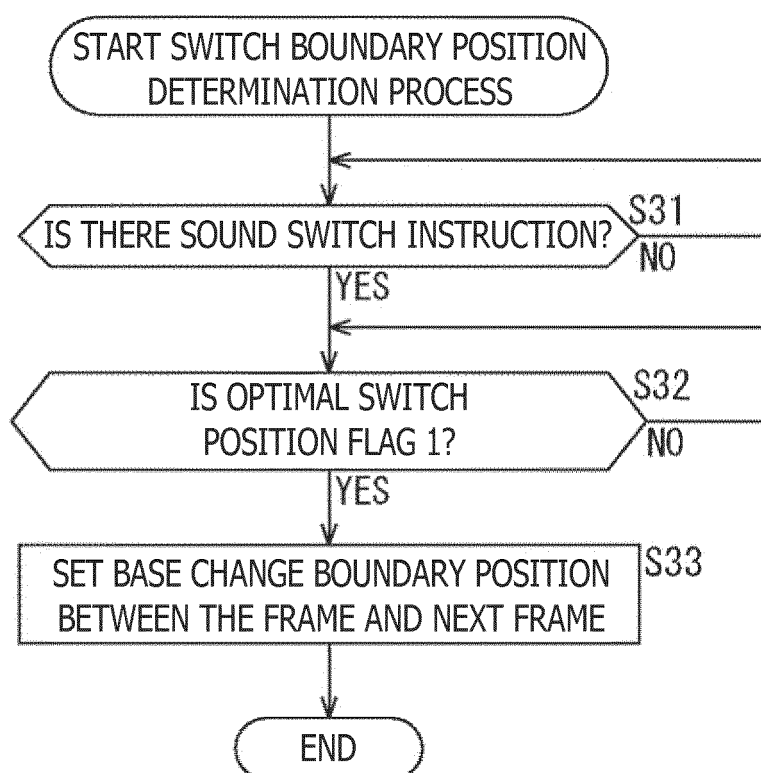 START SWITCH BOUNDARY POSITION
DETERMINATION PROCESS
IS THERE SOUND SWITCH INSTRUCTION?
S31
NO
YES
IS OPTIMAL SWITCH
POSITION FLAG 1?
S32
NO
YES
SET BASE CHANGE BOUNDARY POSITION
BETWEEN THE FRAME AND NEXT FRAME
S33
END